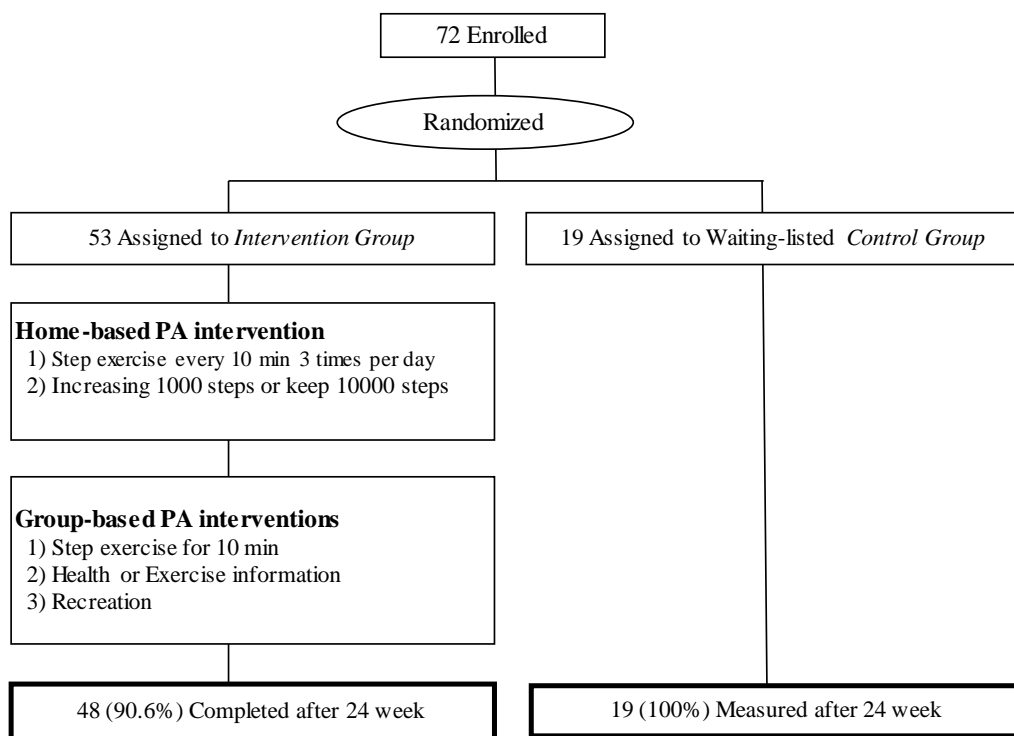 72 Enrolled
Randomized
53 Assigned to Intervention Group
19 Assigned to Waiting-listed Control Group
Home-based PA intervention
1) Step exercise every 10 min 3 times per day
2) Increasing 1000 steps or keep 10000 steps
Group-based PA interventions
1) Step exercise for 10 min
2) Health or Exercise information
3) Recreation
48 (90.6%) Completed after 24 week
19 (100%) Measured after 24 week